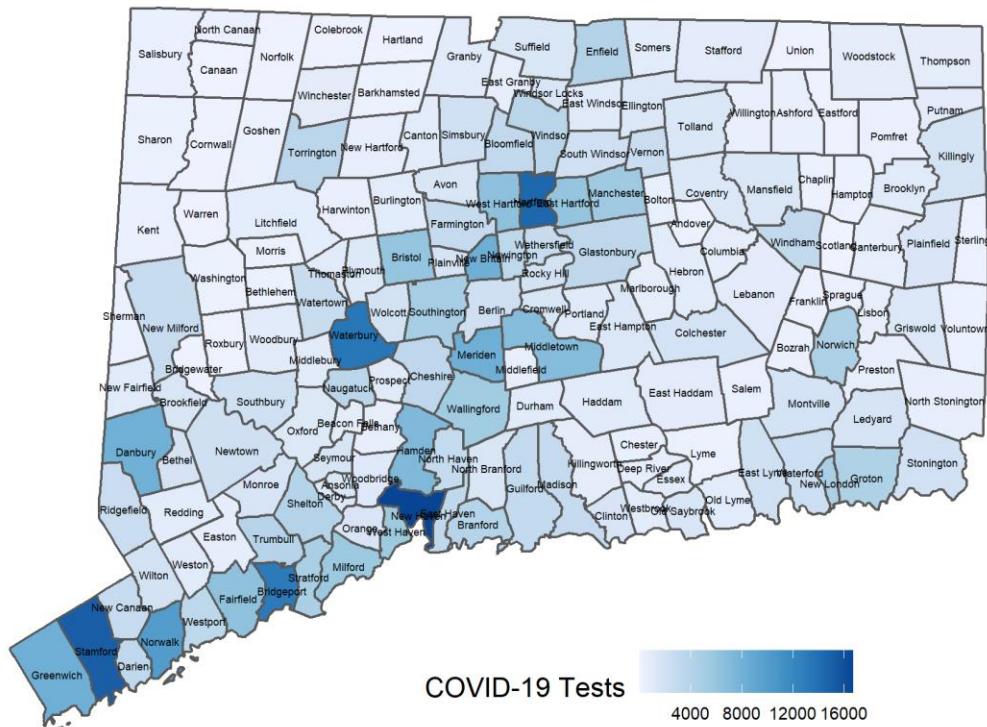 North Canaan
Colebrook
Hartland
Suffield
Enfield
Somers
Stafford
Union
Woodstock
Thompson
Salisbury
Canaan
Norfolk
Granby
East Granby
Windsor Locks
Winchester
Barkhamsted
East Windsor
Ellington
Willington
Ashford
Eastford
Putnam
Pomfret
Sharon
Cornwall
Goshen
Torrington
New Hartford
Canton
Simsbury
Bloomfield
Windsor
South Windsor
Vernon
Tolland
Killingly
Avon
West Hartford
Hartford
East Hartford
Manchester
Bolton
Coventry
Mansfield
Chaplin
Hampton
Brooklyn
Kent
Warren
Litchfield
Harwinton
Burlington
Farmington
Andover
Columbia
Windham
Scotland
Canterbury
Plainfield
Sterling
Morris
Washington
Bethlehem
Thomaston
Plymouth
Bristol
Plainville
New Britain
Newington
Wethersfield
Rocky Hill
Glastonbury
Hebron
Marlborough
Lebanon
Franklin
Sprague
Lisbon
Griswold
Voluntown
Sherman
New Milford
Roxbury
Woodbury
Watertown
Waterbury
Wolcott
Southington
Berlin
Cromwell
Portland
East Hampton
Colchester
Bozrah
Norwich
Preston
Bridgewater
Middlebury
Naugatuck
Prospect
Cheshire
Meriden
Middletown
Middlefield
New Fairfield
Brookfield
Southbury
Oxford
Beacon Falls
Bethany
Wallingford
Durham
Haddam
East Haddam
Salem
Montville
Ledyard
North Stonington
Danbury
Bethel
Newtown
Seymour
Woodbridge
Hamden
North Haven
North Branford
Guilford
Madison
Killingworth
Chester
Deep River
Essex
Lyme
East Lyme
Waterford
New London
Groton
Stonington
Ridgefield
Redding
Monroe
Shelton
Ansonia
Derby
Orange
New Haven
East Haven
West Haven
Branford
Clinton
Westbrook
Old Saybrook
Old Lyme
Easton
Trumbull
Stratford
Milford
Wilton
Weston
Fairfield
Bridgeport
New Canaan
Westport
Norwalk
Darien
Stamford
Greenwich
COVID-19 Tests
4000 8000 12000 16000